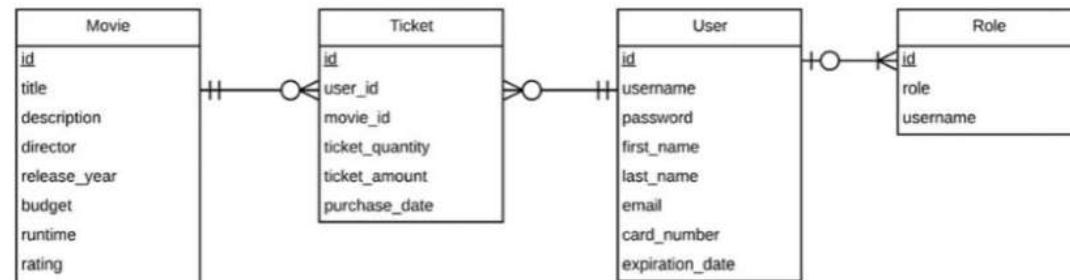 Movie
id
title
description
director
release_year
budget
runtime
rating
Ticket
id
user_id
movie_id
ticket_quantity
ticket_amount
purchase_date
User
id
username
password
first_name
last_name
email
card_number
expiration_date
Role
id
role
username